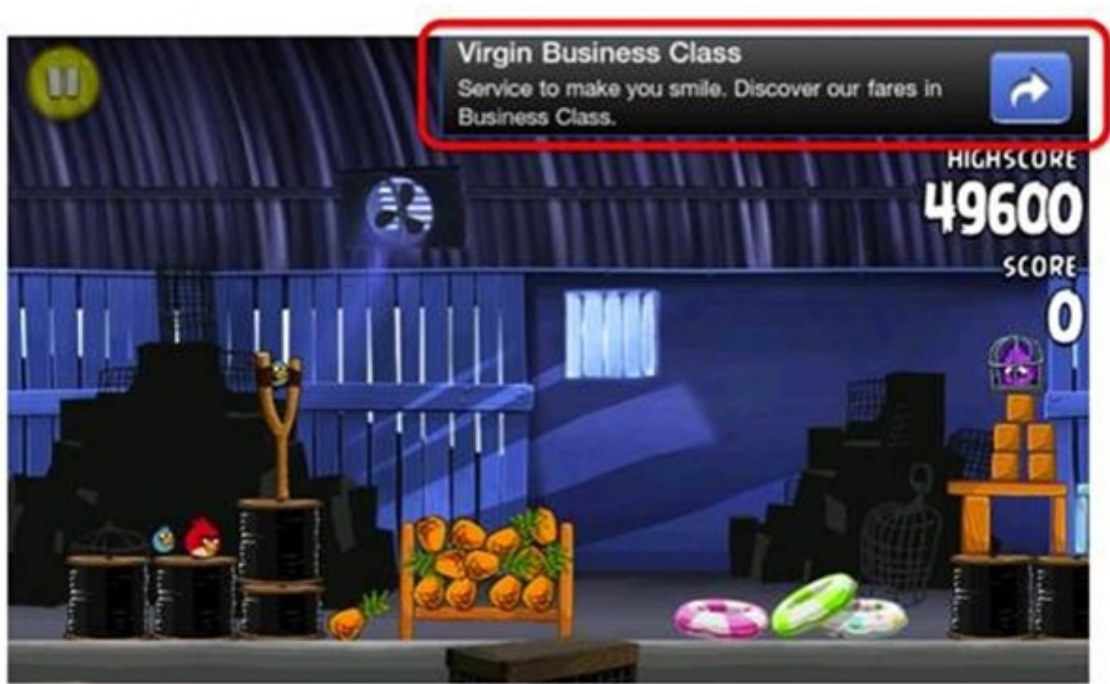 Virgin Business Class
Service to make you smile. Discover our fares in
Business Class.
HIGHSCORE
49600
SCORE
0